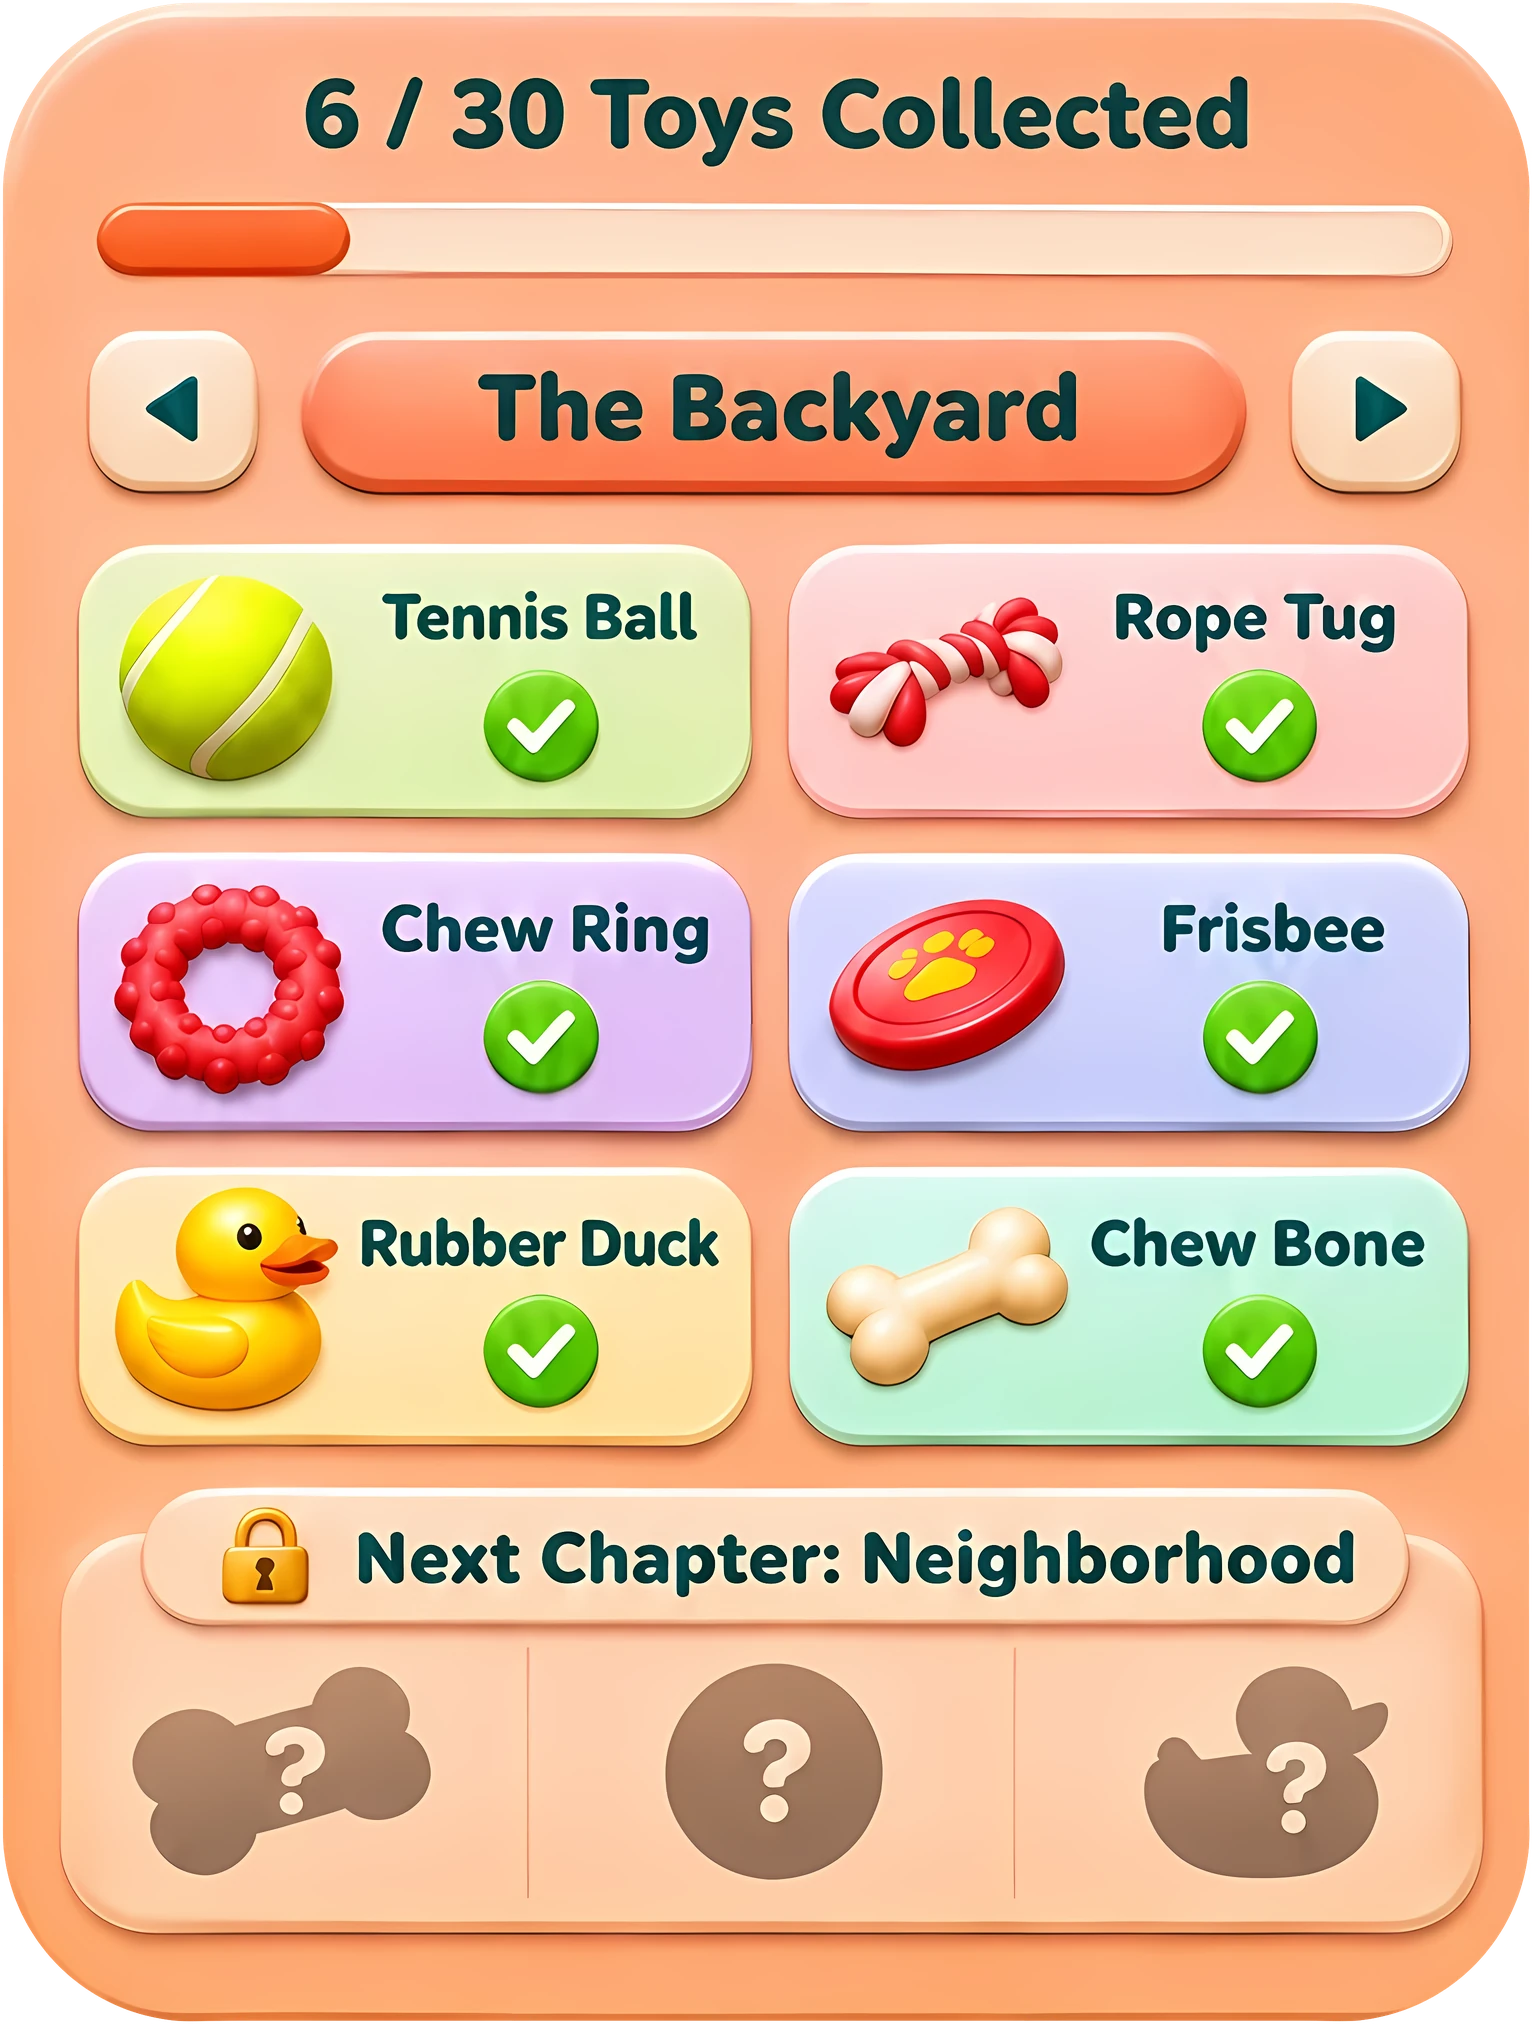 6 / 30 Toys Collected
The Backyard
Tennis Ball
Rope Tug
Chew Ring
Frisbee
Rubber Duck
Chew Bone
Next Chapter: Neighborhood
? ? ?